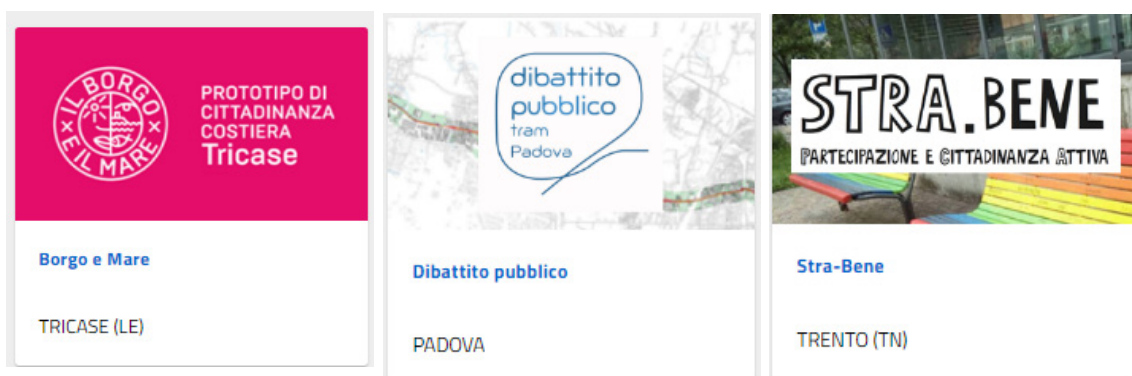 IL BORGO
E IL MARE
PROTOTIPO DI
CITTADINANZA
COSTIERA
Tricase
Borgo e Mare
TRICASE (LE)
dibattito
pubblico
tram
Padova
Dibattito pubblico
PADOVA
STRA.BENE
PARTECIPAZIONE E CITTADINANZA ATTIVA
Stra-Bene
TRENTO (TN)